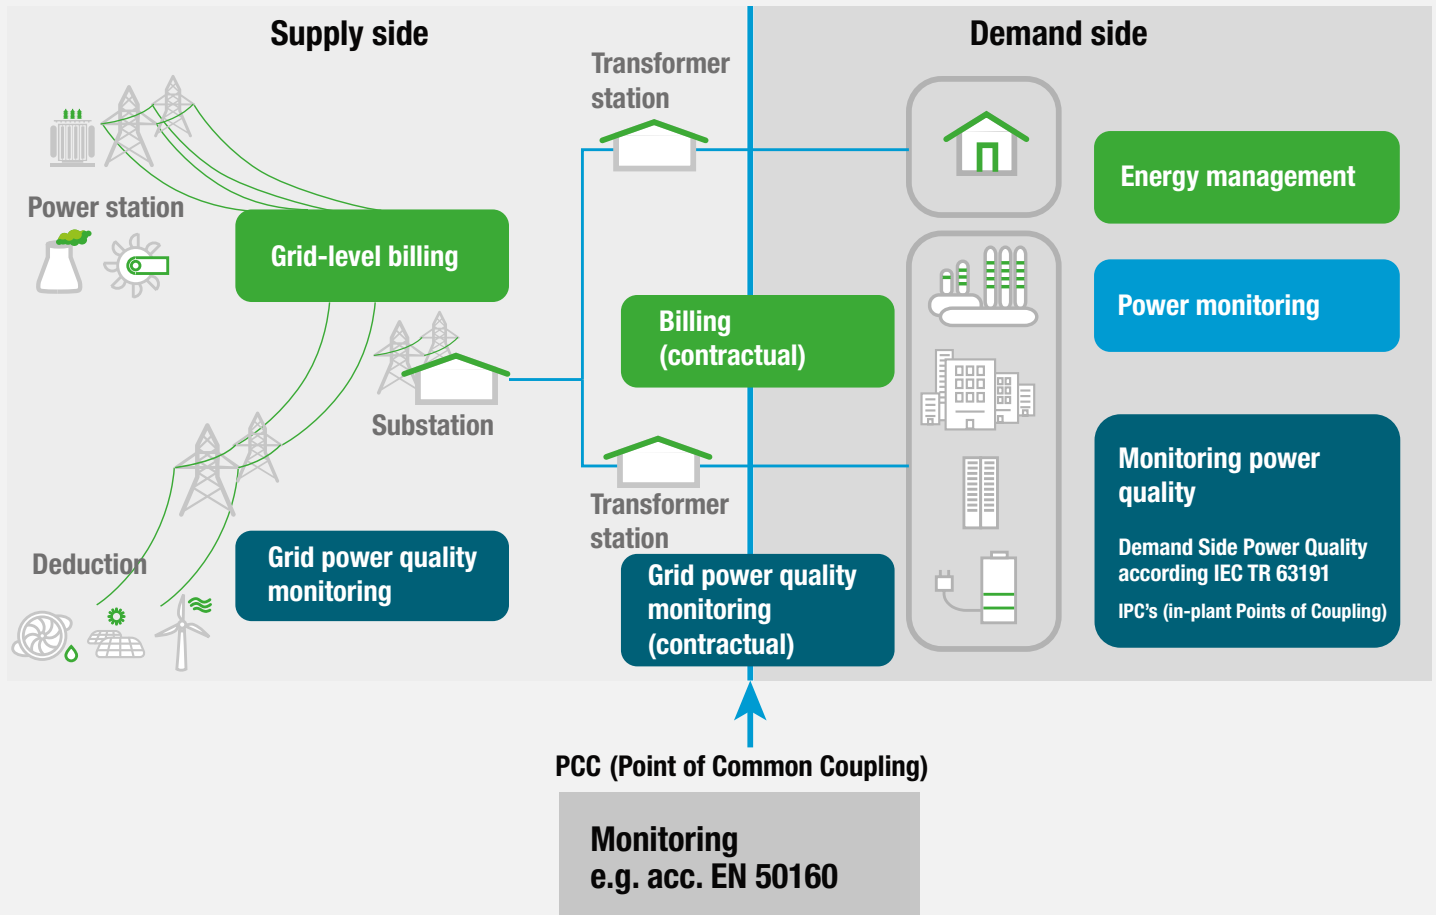 Supply side
Demand side
Transformer
station
Power station
Energy management
Grid-level billing
Power monitoring
Billing
(contractual)
Substation
Monitoring power
quality
Demand Side Power Quality
according IEC TR 63191
IPC's (in-plant Points of Coupling)
Transformer
station
Deduction
Grid power quality
monitoring
Grid power quality
monitoring
(contractual)
PCC (Point of Common Coupling)
Monitoring
e.g. acc. EN 50160